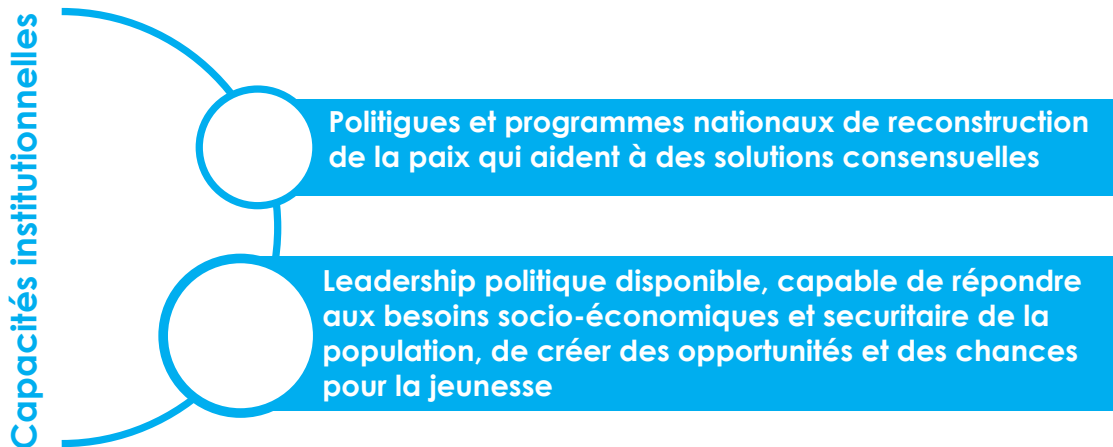 Capacités institutionnelles
Politigues et programmes nationaux de reconstruction
de la paix qui aident à des solutions consensuelles
Leadership politique disponible, capable de répondre
aux besoins socio-économiques et securitaire de la
population, de créer des opportunités et des chances
pour la jeunesse